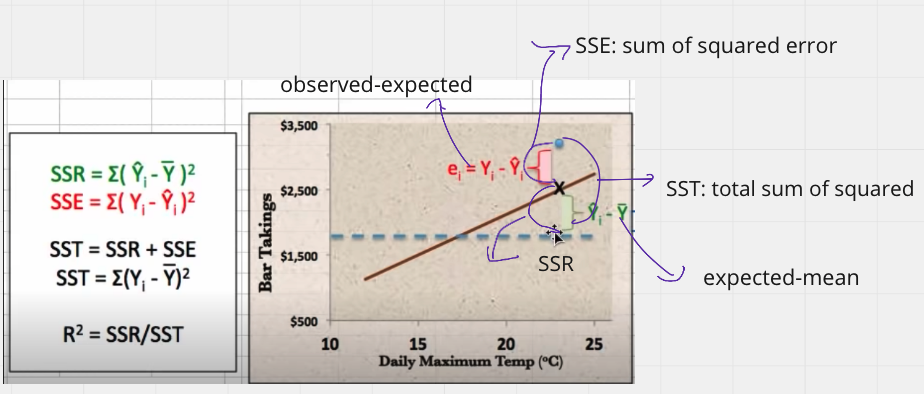 SSE: sum of squared error
observed-expected
SSR = Σ( Ŷᵢ - Y̅ )²
SSE = Σ( Yᵢ - Ŷᵢ )²
SST = SSR + SSE
SST = Σ(Yᵢ - Y̅)²
R² = SSR/SST
$3,500
$2,500
$1,500
$500
Bar Takings
eᵢ = Yᵢ - Ŷᵢ
X
Ŷᵢ - Y̅
SSR
10 15 20 25
Daily Maximum Temp (ºC)
SST: total sum of squared
expected-mean